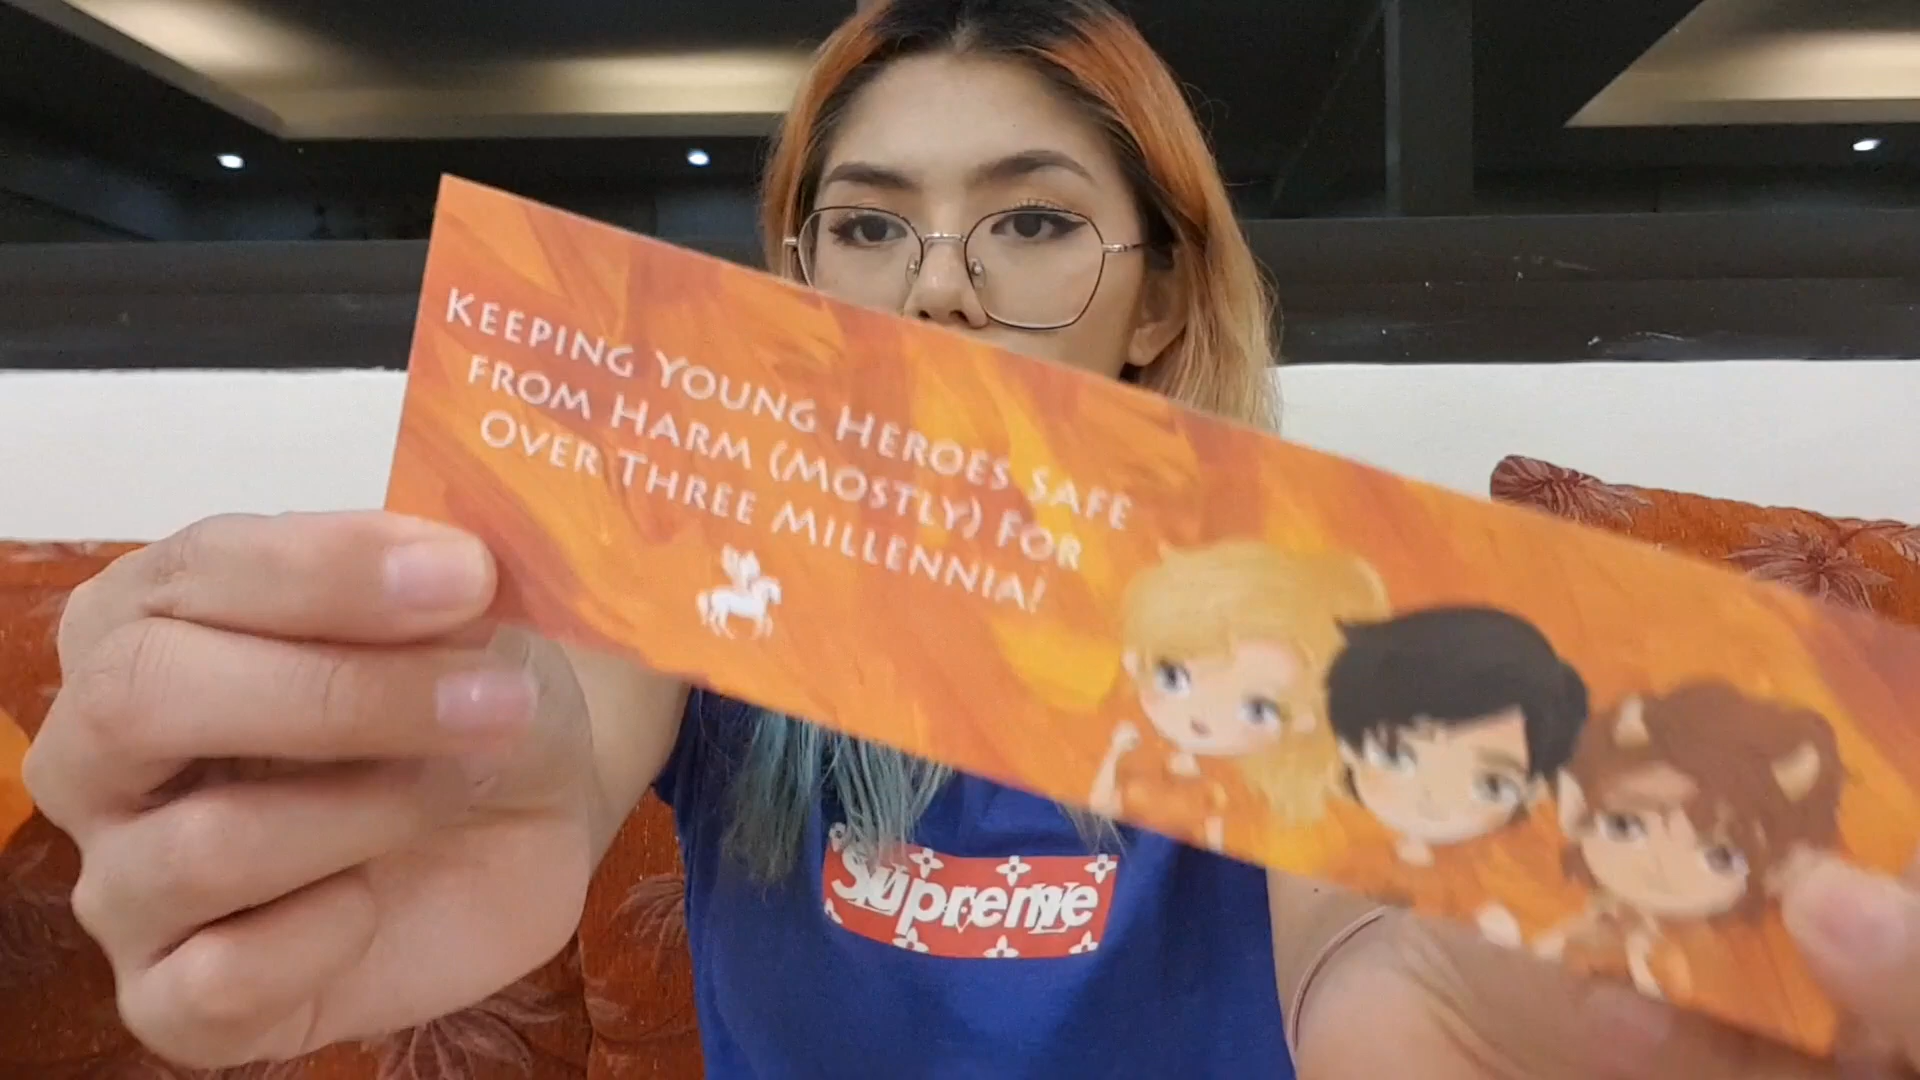 Keeping Young Heroes Safe
from Harm (mostly) for
Over Three Millennia!
Supreme